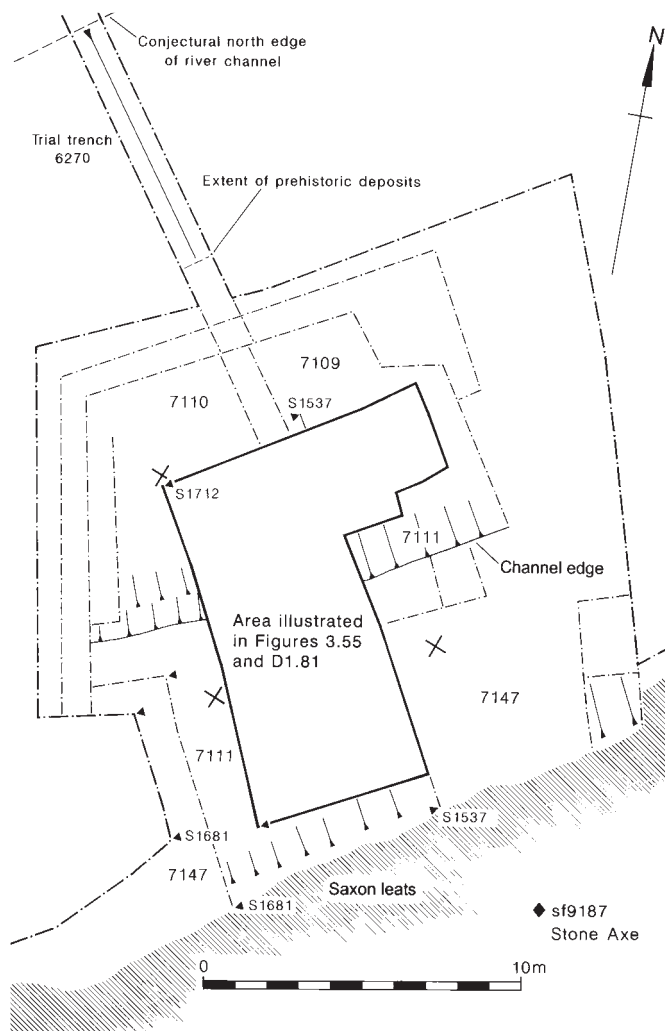 Conjectural north edge
of river channel
N
Trial trench
6270
Extent of prehistoric deposits
7109
7110
S1537
S1712
7111
Channel edge
Area illustrated
in Figures 3.55
and D1.81
7147
7111
S1537
S1681
7147
Saxon leats
S1681
sf9187
Stone Axe
0
10m